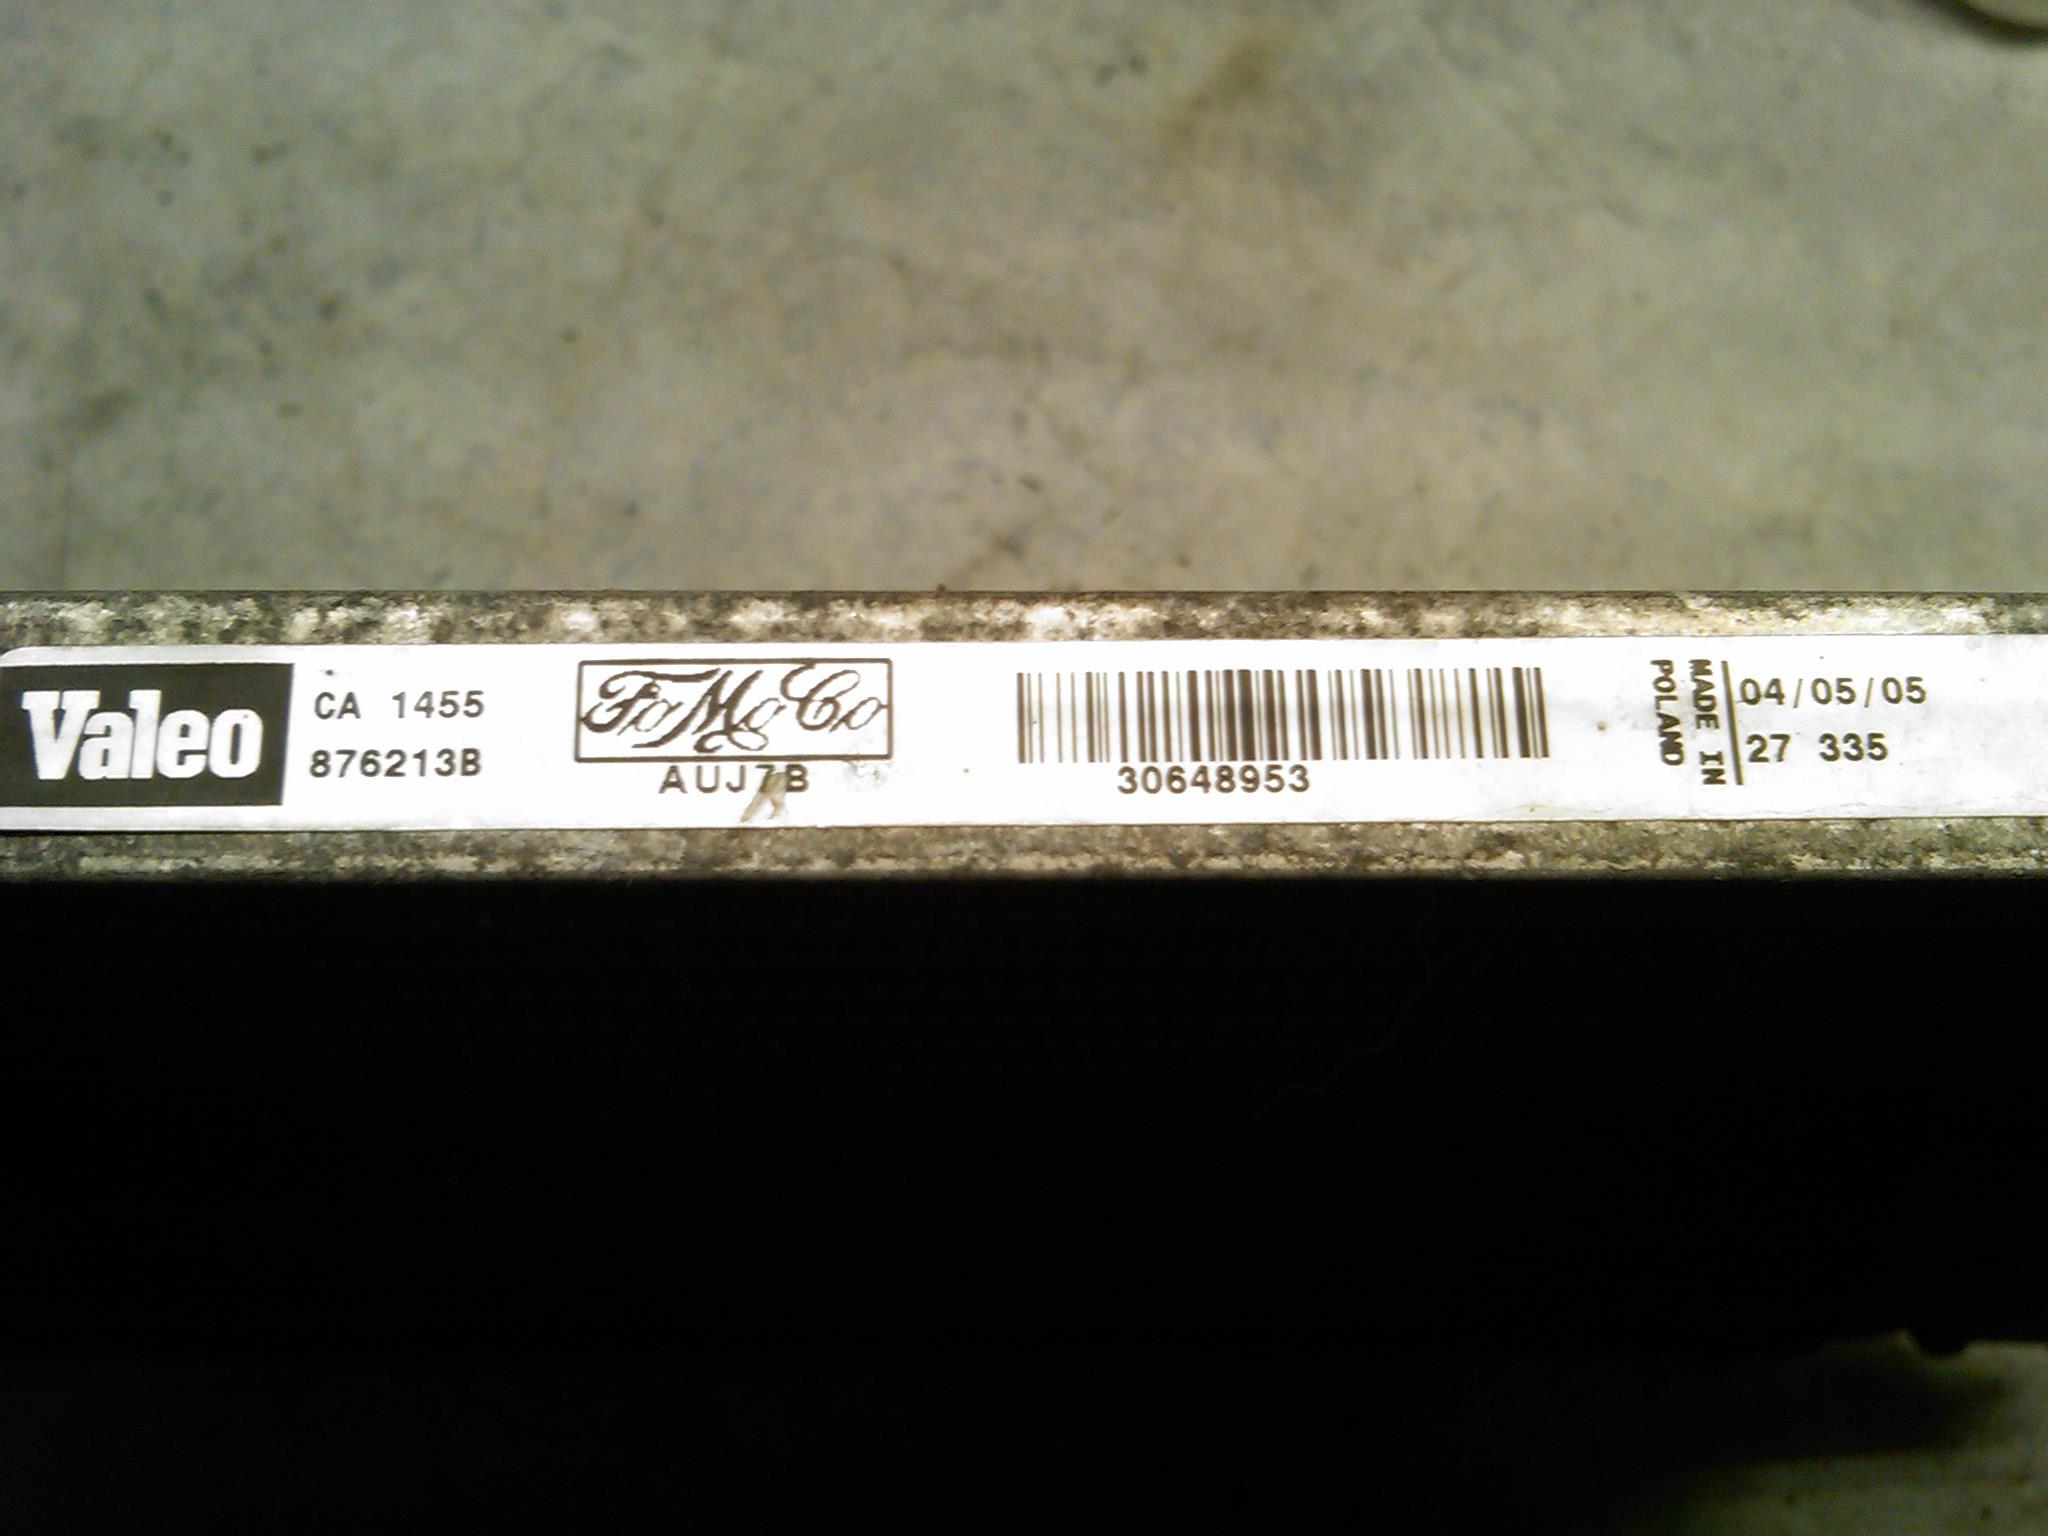 Valeo
CA 1455
876213B
FoMoCo
AUJ7B
30648953
MADE IN
POLAND
04/05/05
27 335